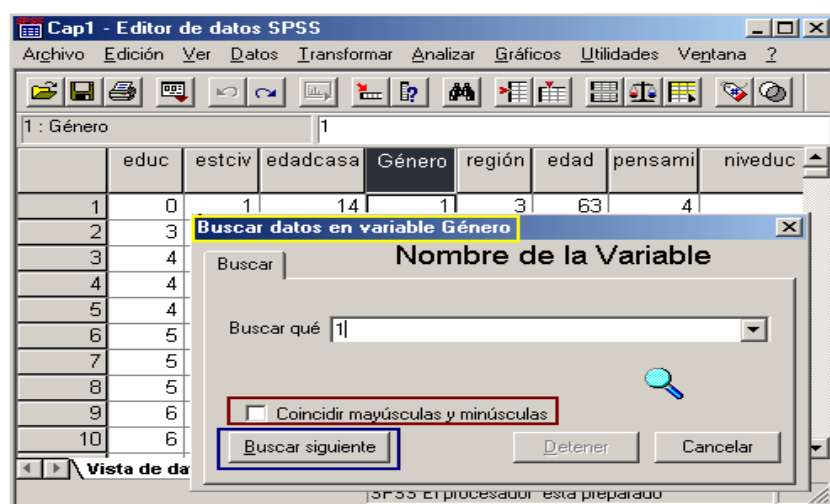 Cap1 - Editor de datos SPSS
Archivo Edición Ver Datos Transformar Analizar Gráficos Utilidades Ventana ?
1 : Género 1
educ estciv edadcasa Género región edad pensami niveduc
1 0 1 14 1 3 63 4
2 3
3 4
4 4
5 4
6 5
7 5
8 5
9 6
10 6
Buscar datos en variable Género
Nombre de la Variable
Buscar
Buscar qué 1
Coincidir mayúsculas y minúsculas
Buscar siguiente Detener Cancelar
Vista de da
SPSS El procesador está preparado